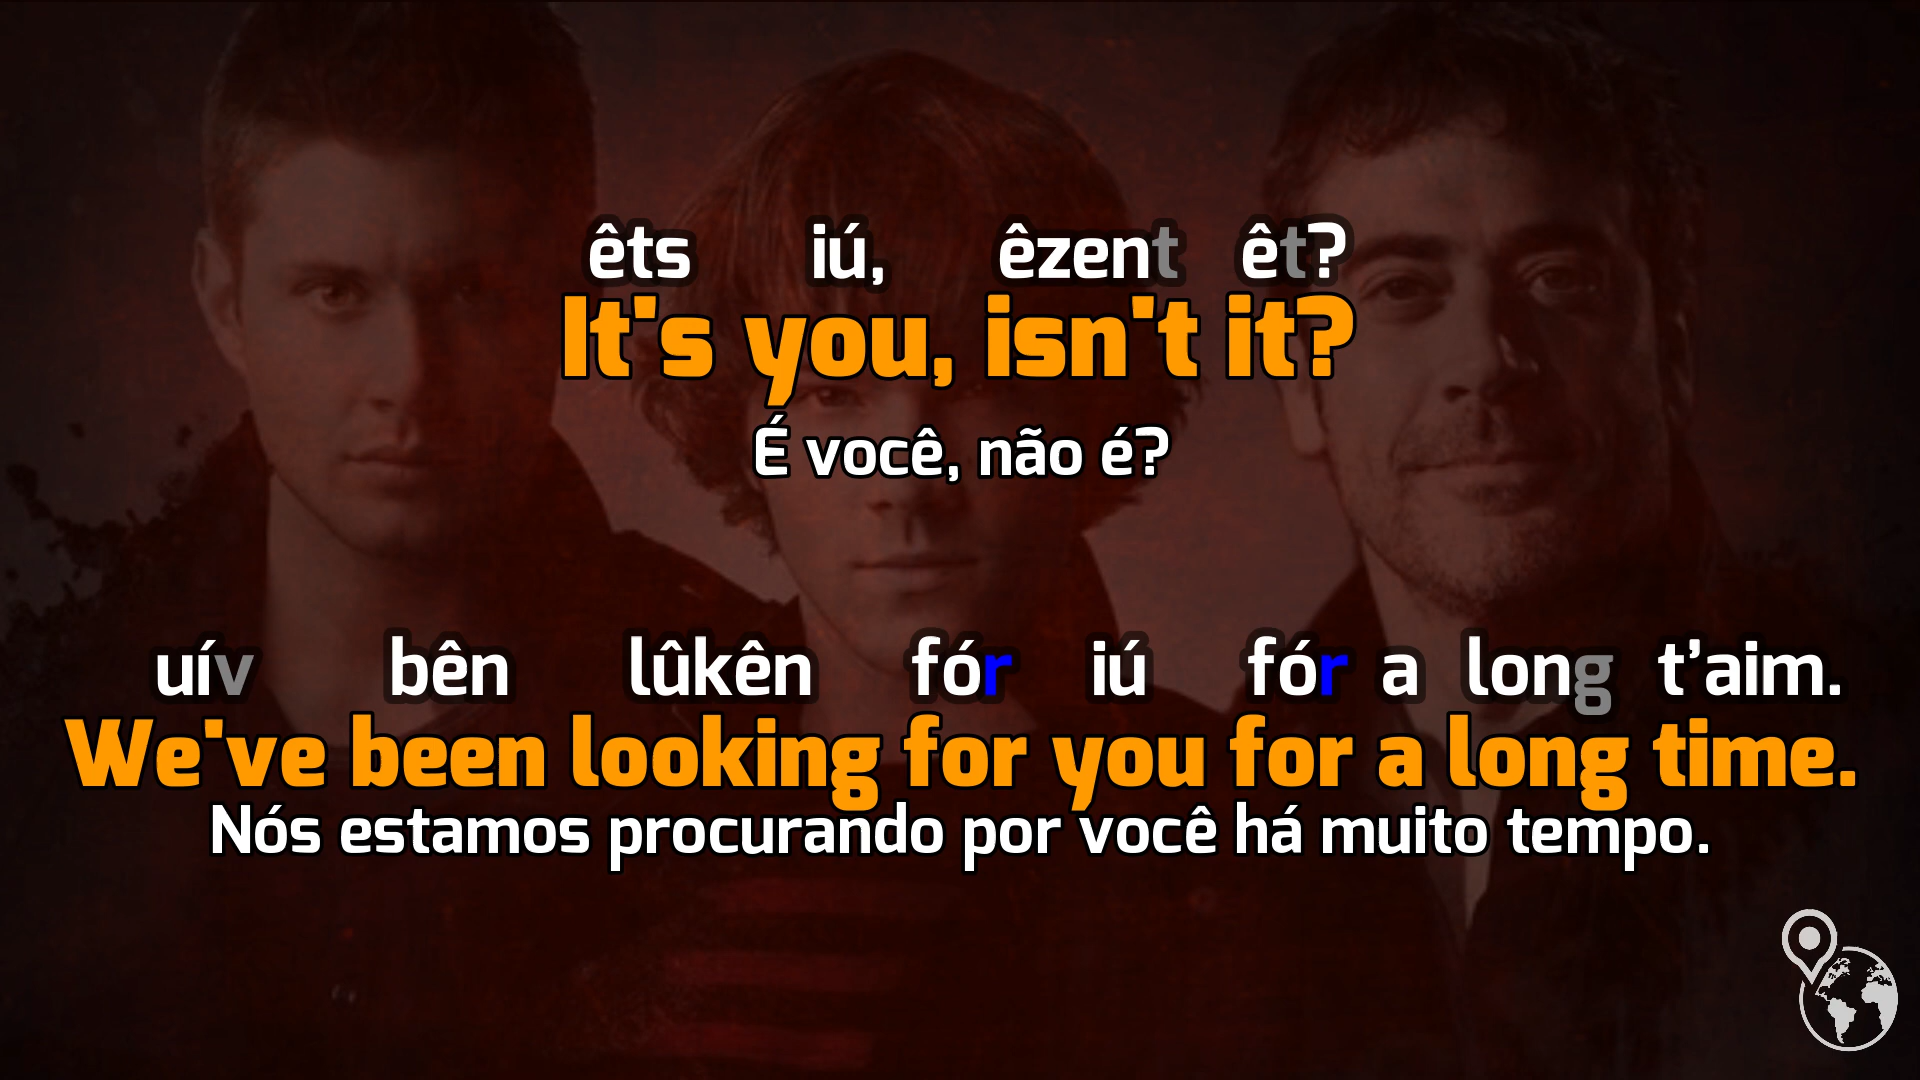 êts iú, êzent êt?
It's you, isn't it?
É você, não é?
uív bên lûkên fór iú fór a long t’aim.
We've been looking for you for a long time.
Nós estamos procurando por você há muito tempo.